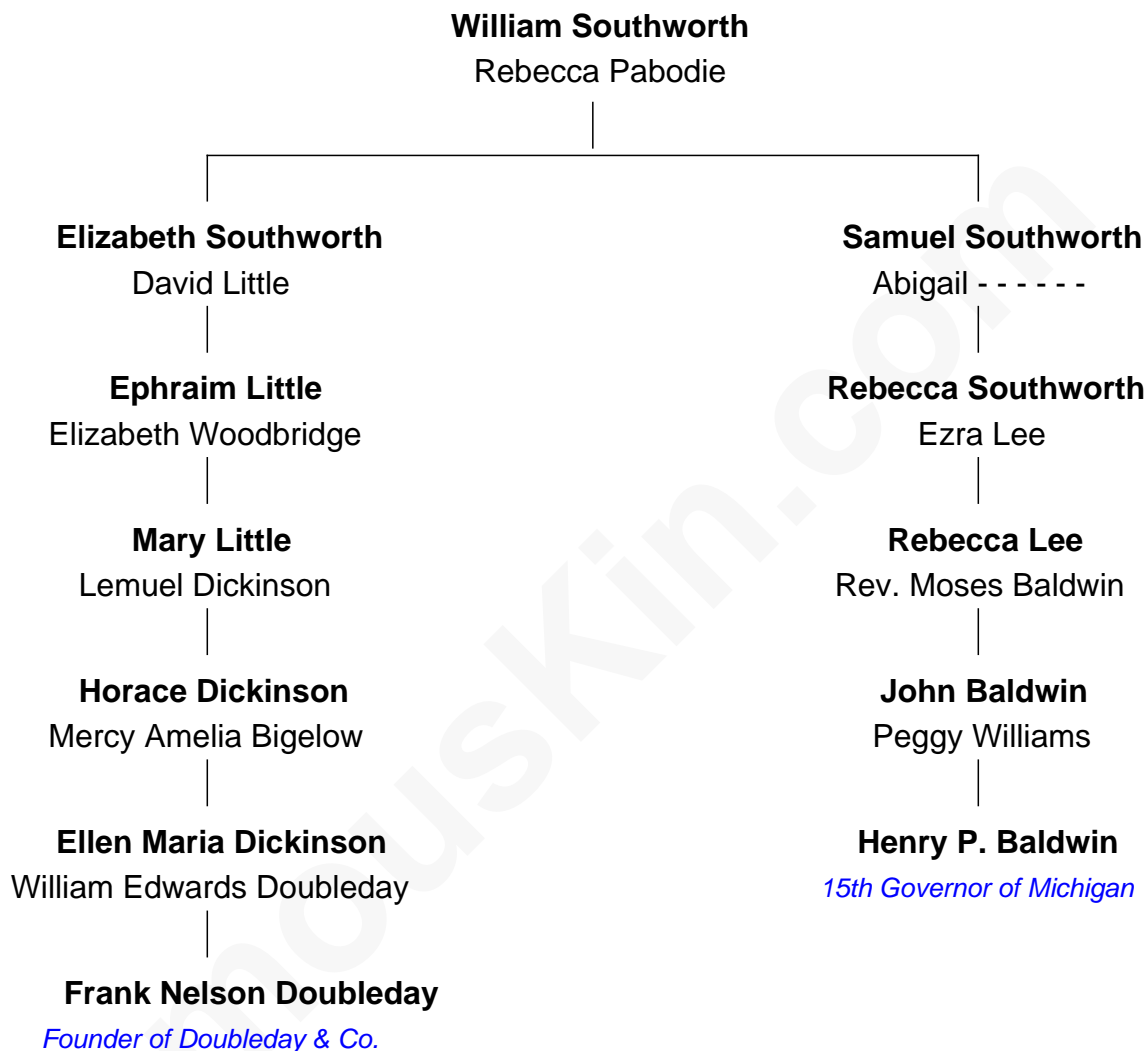 William Southworth
Rebecca Pabodie
Elizabeth Southworth
David Little
Samuel Southworth
Abigail - - - - - -
Ephraim Little
Elizabeth Woodbridge
Rebecca Southworth
Ezra Lee
Mary Little
Lemuel Dickinson
Rebecca Lee
Rev. Moses Baldwin
Horace Dickinson
Mercy Amelia Bigelow
John Baldwin
Peggy Williams
Ellen Maria Dickinson
William Edwards Doubleday
Henry P. Baldwin
15th Governor of Michigan
Frank Nelson Doubleday
Founder of Doubleday & Co.
mousKin.com